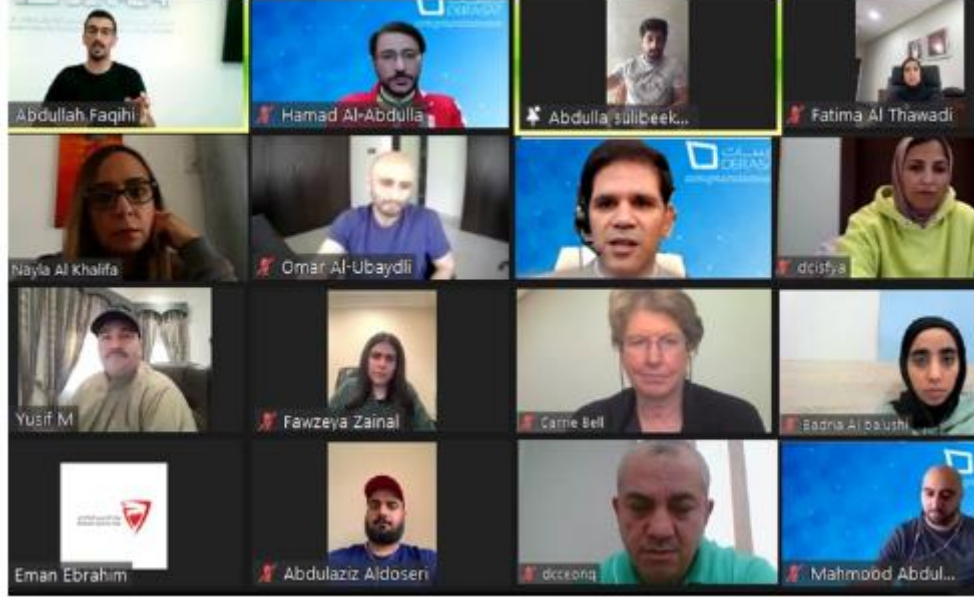 DERASAT
Abdullah Faqihi
Hamad Al-Abdulla
Abdulla
Fatima Al Thawadi
DERASAT
Nayla Al Khalifa
Omar Al-Ubaydli
dcisfya
Yusif M
Fawzeya Zainal
Carrie Bell
Badria Al balushi
Eman Ebrahim
Abdulaziz Aldoseri
dcceonq
Mahmood Abdul...